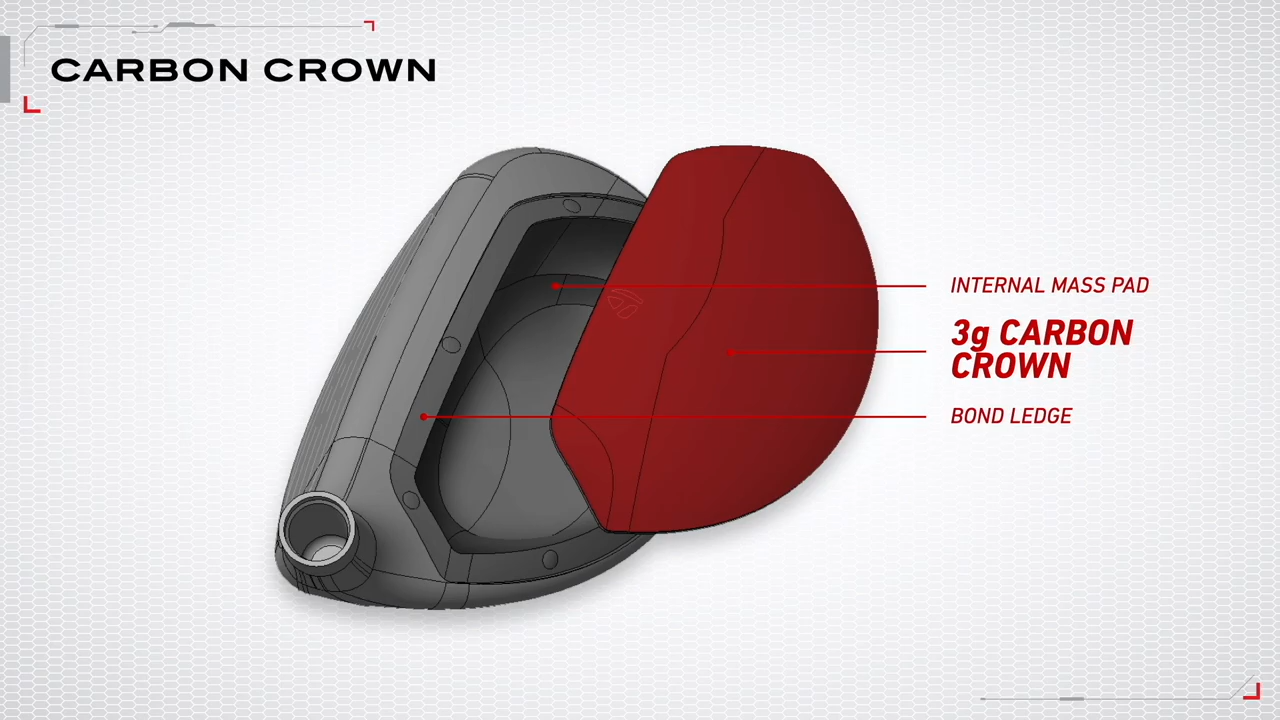 CARBON CROWN
INTERNAL MASS PAD
3g CARBON
CROWN
BOND LEDGE